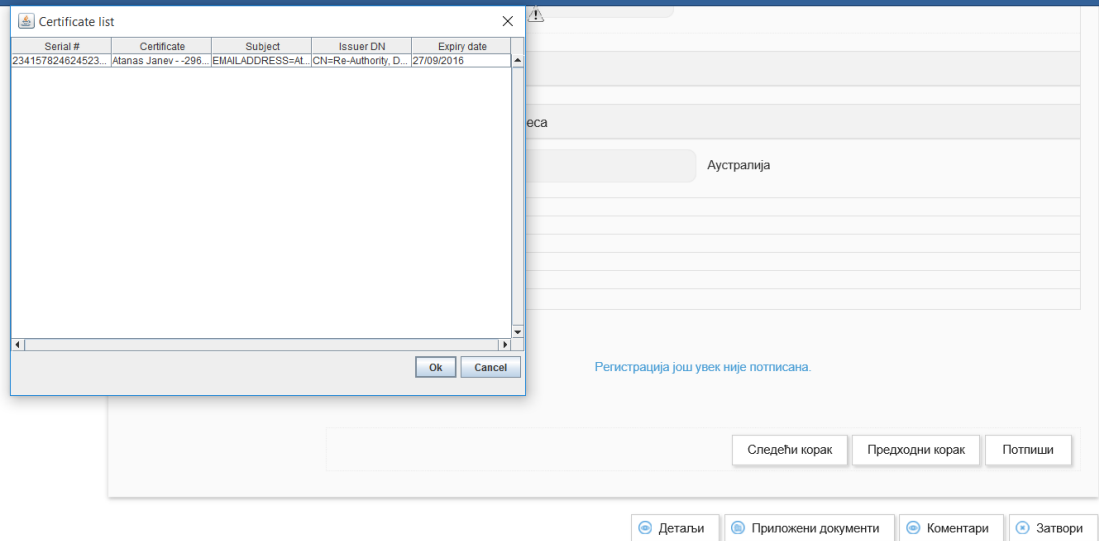 Certificate list
Serial # Certificate Subject Issuer DN Expiry date
234157824624523... Atanas Janev - -296... EMAILADDRESS=At... CN=Re-Authority, D... 27/09/2016
еса
Аустралија
Ok Cancel
Регистрација још увек није потписана.
Следећи корак Предходни корак Потпиши
Детаљи Приложени документи Коментари Затвори